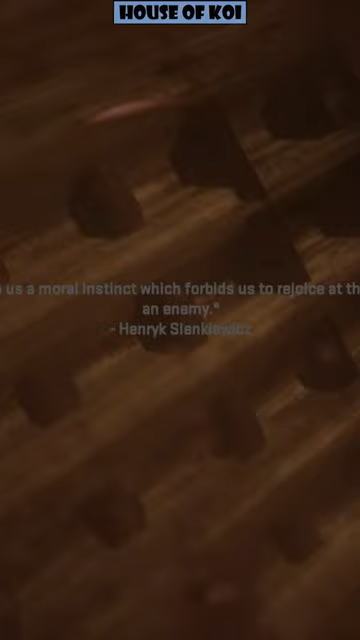 HOUSE OF KOI
us a moral instinct which forbids us to rejoice at th
an enemy."
- Henryk Sienkiewicz